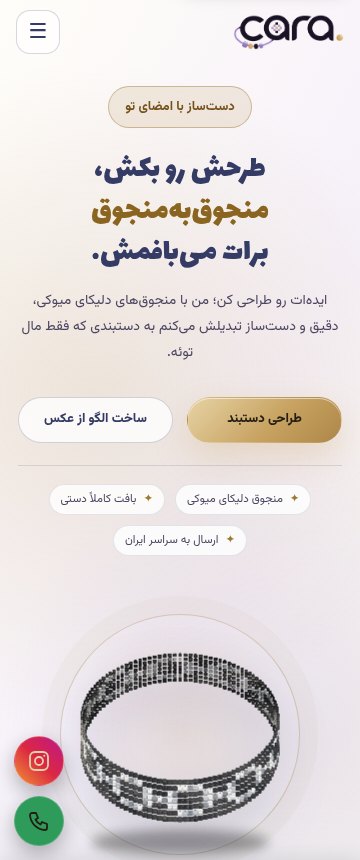 cara.
دست‌ساز با امضای تو
طرحش رو بکش،
منجوق‌به‌منجوق
برات می‌بافمش.
ایده‌ات رو طراحی کن؛ من با منجوق‌های دلیکای میوکی،
دقیق و دست‌ساز تبدیلش می‌کنم به دستبندی که فقط مال
توئه.
طراحی دستبند
ساخت الگو از عکس
منجوق دلیکای میوکی
بافت کاملاً دستی
ارسال به سراسر ایران